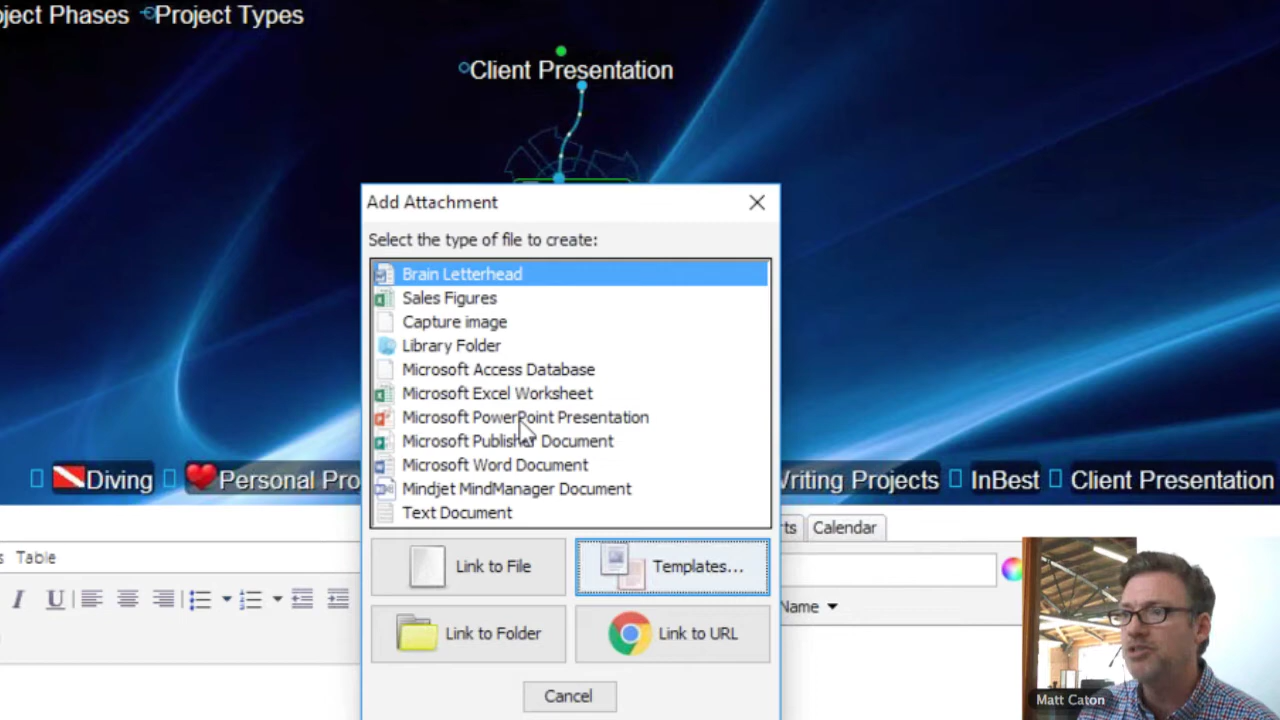 ject Phases Project Types
Client Presentation
Add Attachment
Select the type of file to create:
Brain Letterhead
Sales Figures
Capture image
Library Folder
Microsoft Access Database
Microsoft Excel Worksheet
Microsoft PowerPoint Presentation
Microsoft Publisher Document
Microsoft Word Document
Mindjet MindManager Document
Text Document
Diving Personal Pro Writing Projects InBest Client Presentation
ts Calendar
s Table
Link to File Templates...
I U Name
Link to Folder Link to URL
Cancel
Matt Caton